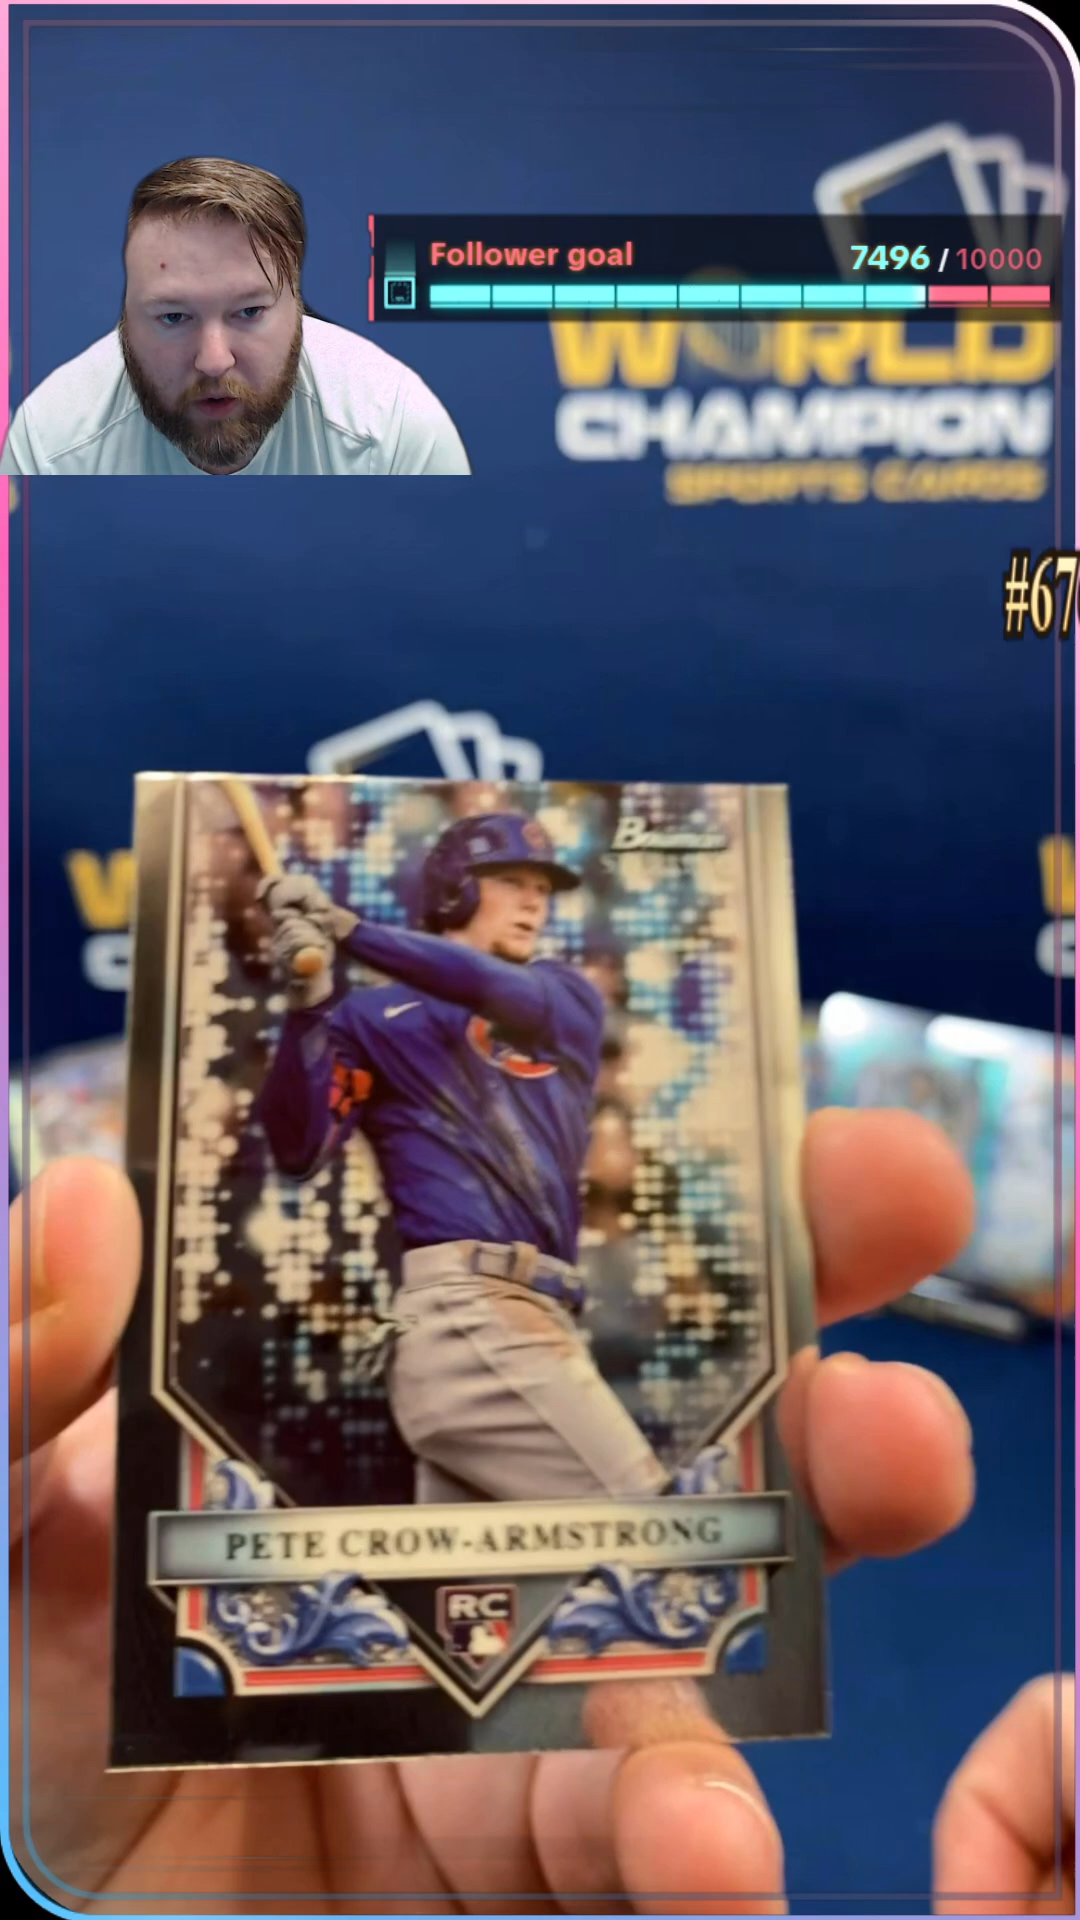 Follower goal
7496 / 10000
WORLD
CHAMPION
SPORTS CARDS
#67
Bowman
PETE CROW-ARMSTRONG
RC